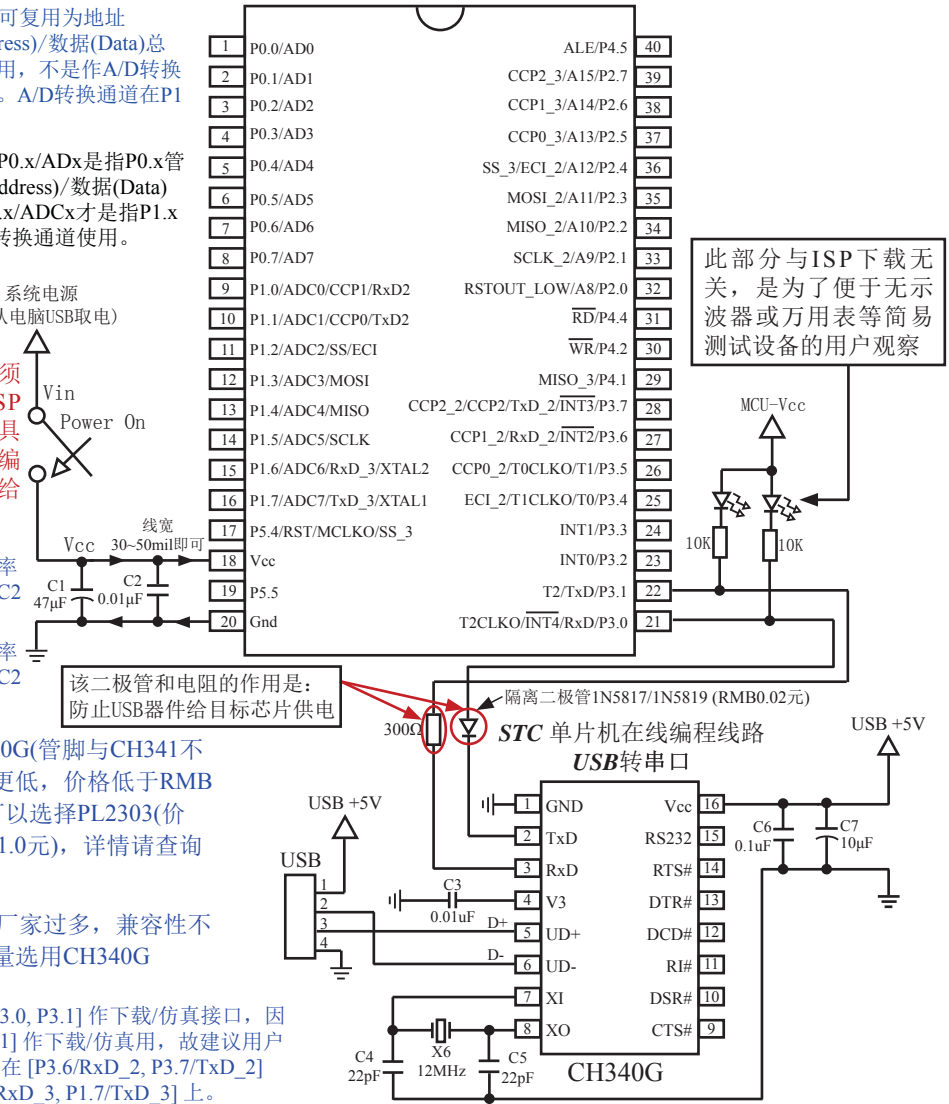 可复用为地址
ress)/数据(Data)总
用，不是作A/D转换
。A/D转换通道在P1
P0.x/ADx是指P0.x管
ddress)/数据(Data)
.x/ADCx才是指P1.x
转换通道使用。
系统电源
从电脑USB取电)
须
SP
具
编
给
Vin
Power On
线宽
30~50mil即可
Vcc
C1
47μF
C2
0.01μF
率
C2
率
C2
1 P0.0/AD0
2 P0.1/AD1
3 P0.2/AD2
4 P0.3/AD3
5 P0.4/AD4
6 P0.5/AD5
7 P0.6/AD6
8 P0.7/AD7
9 P1.0/ADC0/CCP1/RxD2
10 P1.1/ADC1/CCP0/TxD2
11 P1.2/ADC2/SS/ECI
12 P1.3/ADC3/MOSI
13 P1.4/ADC4/MISO
14 P1.5/ADC5/SCLK
15 P1.6/ADC6/RxD_3/XTAL2
16 P1.7/ADC7/TxD_3/XTAL1
17 P5.4/RST/MCLKO/SS_3
18 Vcc
19 P5.5
20 Gnd
ALE/P4.5 40
CCP2_3/A15/P2.7 39
CCP1_3/A14/P2.6 38
CCP0_3/A13/P2.5 37
SS_3/ECI_2/A12/P2.4 36
MOSI_2/A11/P2.3 35
MISO_2/A10/P2.2 34
SCLK_2/A9/P2.1 33
RSTOUT_LOW/A8/P2.0 32
RD/P4.4 31
WR/P4.2 30
MISO_3/P4.1 29
CCP2_2/CCP2/TxD_2/INT3/P3.7 28
CCP1_2/RxD_2/INT2/P3.6 27
CCP0_2/T0CLKO/T1/P3.5 26
ECI_2/T1CLKO/T0/P3.4 25
INT1/P3.3 24
INT0/P3.2 23
T2/TxD/P3.1 22
T2CLKO/INT4/RxD/P3.0 21
此部分与ISP下载无
关，是为了便于无示
波器或万用表等简易
测试设备的用户观察
MCU-Vcc
10K
10K
该二极管和电阻的作用是：
防止USB器件给目标芯片供电
300Ω
隔离二极管1N5817/1N5819 (RMB0.02元)
STC 单片机在线编程线路
USB转串口
0G(管脚与CH341不
更低，价格低于RMB
可以选择PL2303(价
1.0元)，详情请查询
厂家过多，兼容性不
量选用CH340G
3.0, P3.1] 作下载/仿真接口，因
1] 作下载/仿真用，故建议用户
在 [P3.6/RxD_2, P3.7/TxD_2]
RxD_3, P1.7/TxD_3] 上。
USB +5V
USB
1
2
3
4
C3
0.01uF
D+
D-
1 GND
2 TxD
3 RxD
4 V3
5 UD+
6 UD-
7 XI
8 XO
Vcc 16
RS232 15
RTS# 14
DTR# 13
DCD# 12
RI# 11
DSR# 10
CTS# 9
CH340G
USB +5V
C6
0.1uF
C7
10μF
C4
22pF
X6
12MHz
C5
22pF